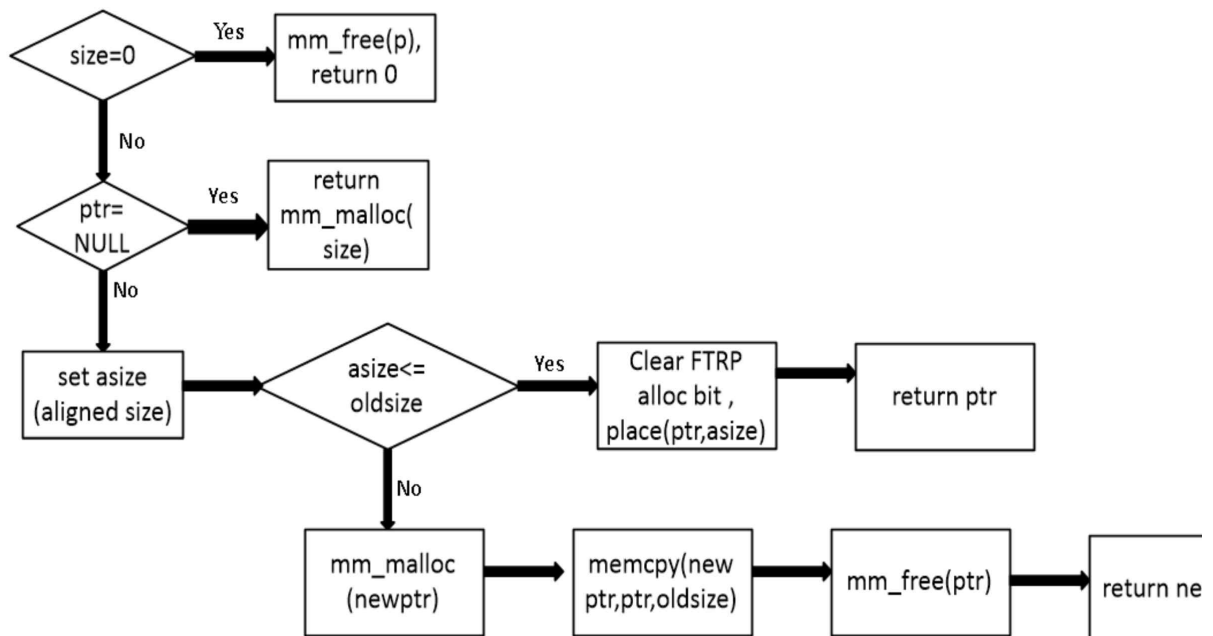 size=0
Yes
mm_free(p),
return 0
No
ptr=
NULL
Yes
return
mm_malloc(
size)
No
set asize
(aligned size)
asize<=
oldsize
Yes
Clear FTRP
alloc bit ,
place(ptr,asize)
return ptr
No
mm_malloc
(newptr)
memcpy(new
ptr,ptr,oldsize)
mm_free(ptr)
return ne